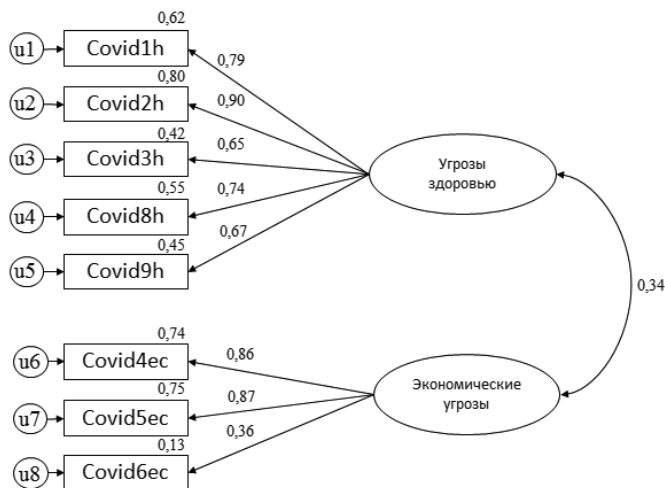 0,62
u1
Covid1h
0,79
0,80
u2
Covid2h
0,90
0,42
u3
Covid3h
0,65
0,55
u4
Covid8h
0,74
0,45
u5
Covid9h
0,67
Угрозы
здоровью
0,34
0,74
u6
Covid4ec
0,86
0,75
u7
Covid5ec
0,87
0,13
u8
Covid6ec
0,36
Экономические
угрозы